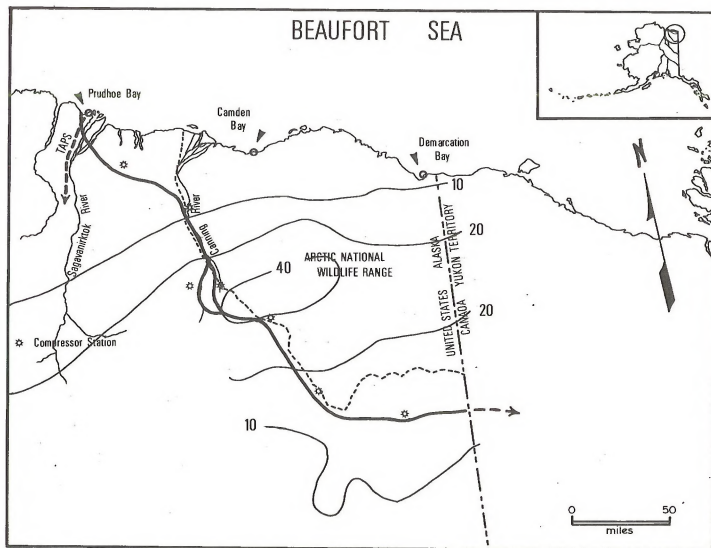 BEAUFORT SEA
Prudhoe Bay
Camden
Bay
Demarcation
Bay
TAPS
N
10
Sagavanirktok River
Canning
River
20
ARCTIC NATIONAL
WILDLIFE RANGE
40
UNITED STATES ALASKA
CANADA YUKON TERRITORY
20
Compressor Station
10
0 50
miles